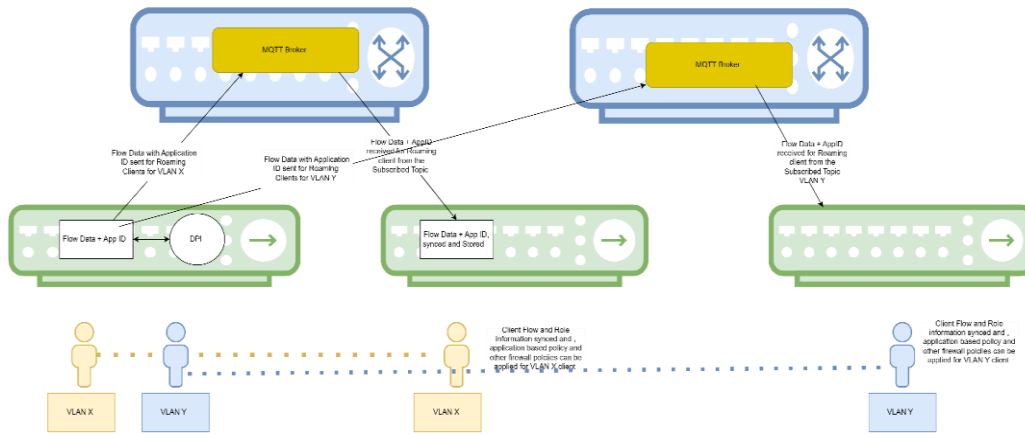 MQTT Broker
MQTT Broker
Flow Data with Application
ID sent for Roaming
Clients for VLAN X
Flow Data with Application
ID sent for Roaming
Clients for VLAN Y
Flow Data + AppID
received for Roaming
client from the
Subscribed Topic
Flow Data + AppID
received for Roaming
client from the
Subscribed Topic
VLAN Y
Flow Data + App ID
DPI
Flow Data + App ID,
synced and Stored
Client Flow and Role
Information synced and ,
application based policy and
other firewall polcIies can be
applied for VLAN X client
Client Flow and Role
information synced and ,
application based policy and
other firewall policies can be
applied for VLAN Y client
VLAN X
VLAN Y
VLAN X
VLAN Y